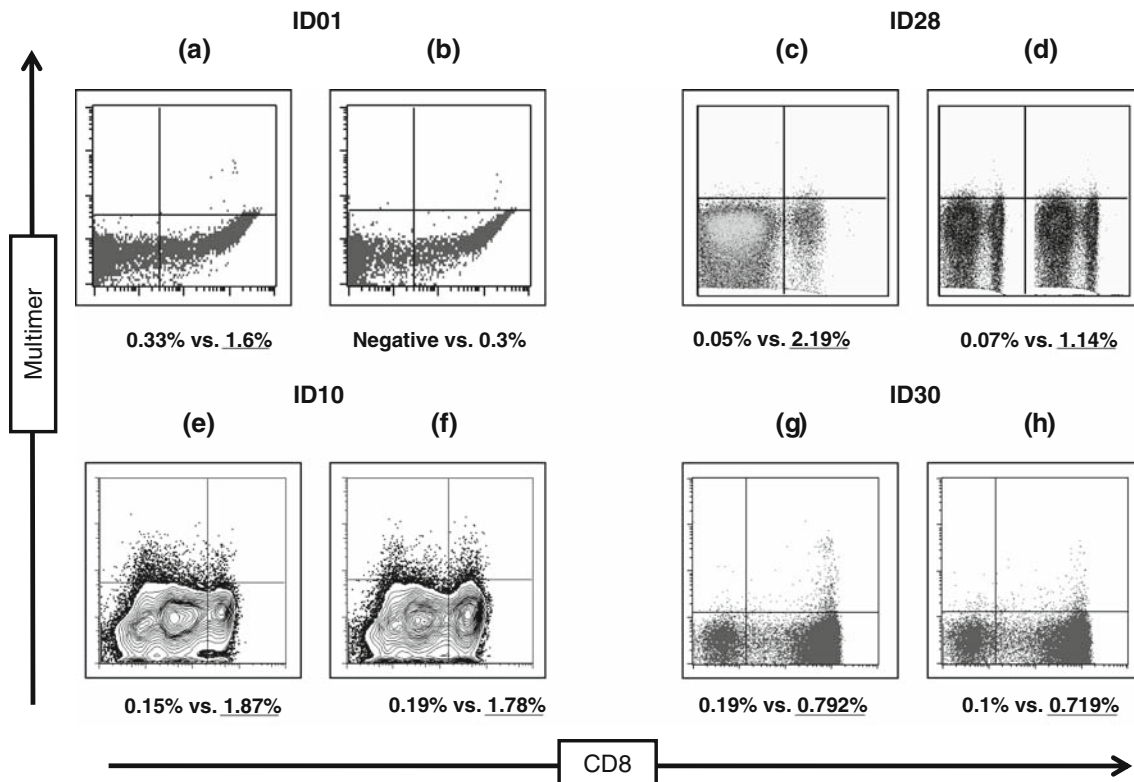 ID01
ID28
(a)
(b)
(c)
(d)
0.33% vs. 1.6%
Negative vs. 0.3%
0.05% vs. 2.19%
0.07% vs. 1.14%
Multimer
ID10
ID30
(e)
(f)
(g)
(h)
0.15% vs. 1.87%
0.19% vs. 1.78%
0.19% vs. 0.792%
0.1% vs. 0.719%
CD8